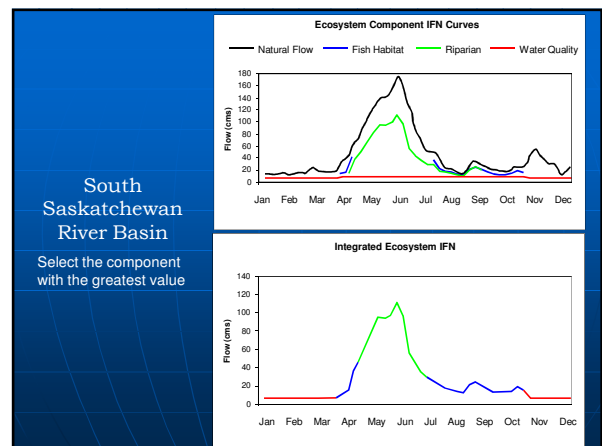 South
Saskatchewan
River Basin
Select the component
with the greatest value
Ecosystem Component IFN Curves
Natural Flow Fish Habitat Riparian Water Quality
Flow (cms)
180
160
140
120
100
80
60
40
20
0
Jan Feb Mar Apr May Jun Jul Aug Sep Oct Nov Dec
Integrated Ecosystem IFN
Flow (cms)
140
120
100
80
60
40
20
0
Jan Feb Mar Apr May Jun Jul Aug Sep Oct Nov Dec